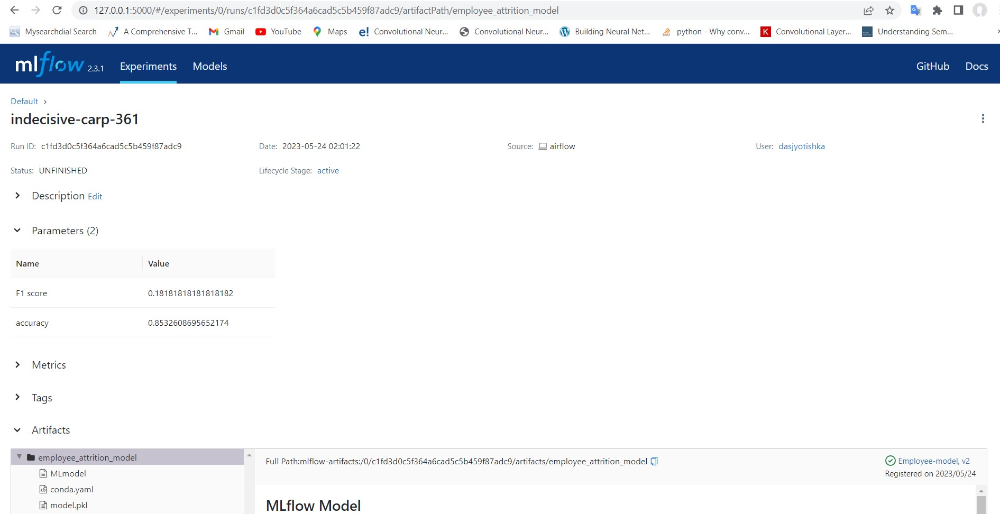 127.0.0.1:5000/#/experiments/0/runs/c1fd3d0c5f364a6cad5c5b459f87adc9/artifactPath/employee_attrition_model
Mysearchdial Search A Comprehensive T... Gmail YouTube Maps e! Convolutional Neur... Convolutional Neur... Building Neural Net... python - Why conv... K Convolutional Layer... Understanding Sem...
mlflow 2.3.1 Experiments Models GitHub Docs
Default
indecisive-carp-361
Run ID: c1fd3d0c5f364a6cad5c5b459f87adc9 Date: 2023-05-24 02:01:22 Source: airflow User: dasjyotishka
Status: UNFINISHED Lifecycle Stage: active
Description Edit
Parameters (2)
Name Value
F1 score 0.18181818181818182
accuracy 0.8532608695652174
Metrics
Tags
Artifacts
employee_attrition_model
MLmodel
conda.yaml
model.pkl
Full Path:mlflow-artifacts:/0/c1fd3d0c5f364a6cad5c5b459f87adc9/artifacts/employee_attrition_model
Employee-model, v2
Registered on 2023/05/24
MLflow Model